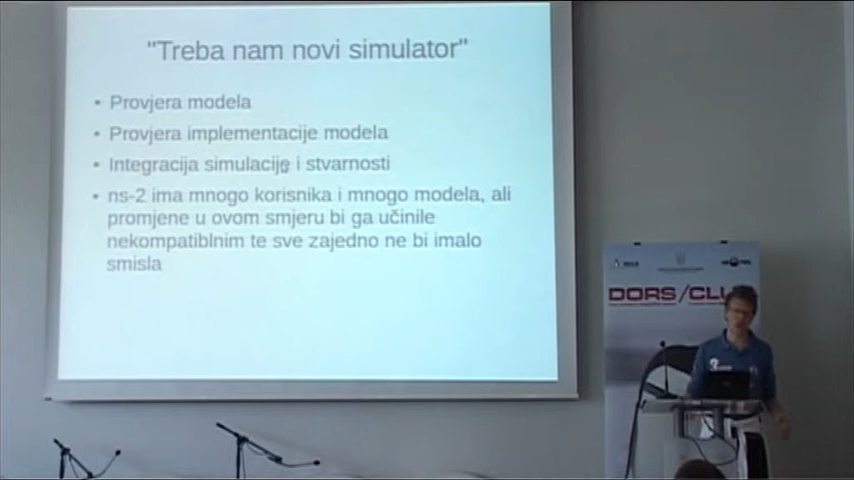 "Treba nam novi simulator"
• Provjera modela
• Provjera implementacije modela
• Integracija simulacije i stvarnosti
• ns-2 ima mnogo korisnika i mnogo modela, ali
promjene u ovom smjeru bi ga učinile
nekompatiblnim te sve zajedno ne bi imalo
smisla
DORS/CLU